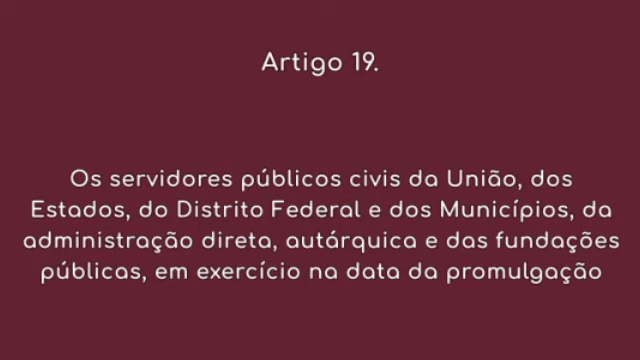 Artigo 19.
Os servidores públicos civis da União, dos
Estados, do Distrito Federal e dos Municípios, da
administração direta, autárquica e das fundações
públicas, em exercício na data da promulgação